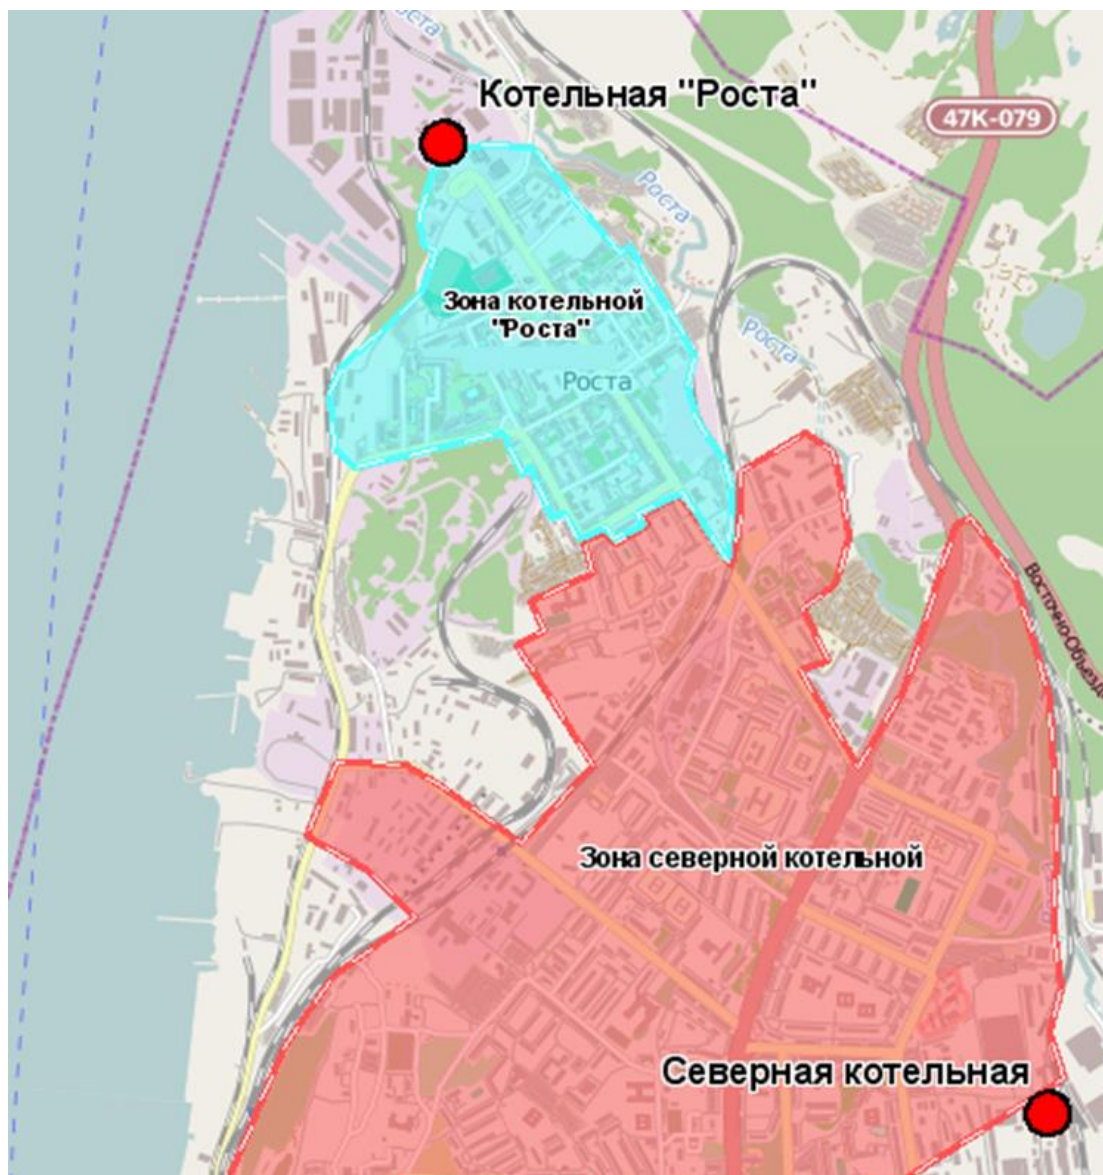 Роста
Котельная "Роста"
47К-079
Роста
Зона котельной
"Роста"
Роста
Роста
Восточно-Объезд
Зона северной котельной
Северная котельная